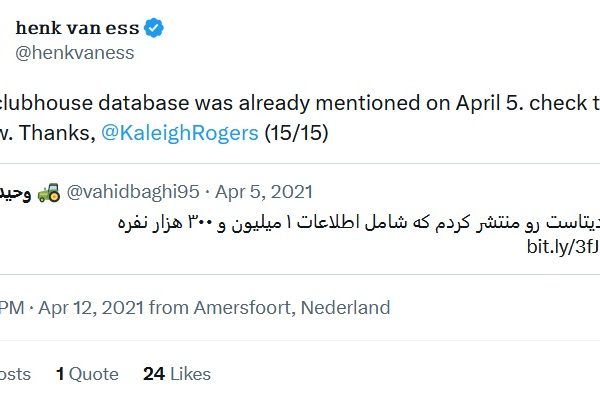 henk van ess
@henkvaness
clubhouse database was already mentioned on April 5. check
Thanks, @KaleighRogers (15/15)
@vahidbaghi95 · Apr 5, 2021
دیتاست رو منتشر کردم که شامل اطلاعات ۱ میلیون و ۳۰۰ هزار نفره
bit.ly/3fJ
PM · Apr 12, 2021 from Amersfoort, Nederland
1 Quote 24 Likes